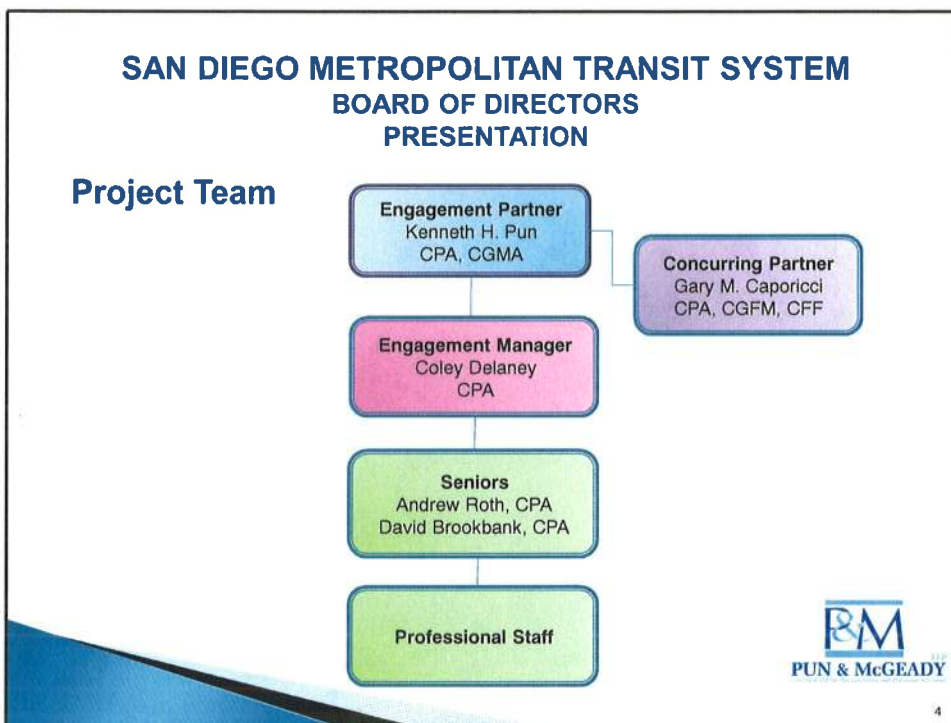 SAN DIEGO METROPOLITAN TRANSIT SYSTEM
BOARD OF DIRECTORS
PRESENTATION
Project Team
Engagement Partner
Kenneth H. Pun
CPA, CGMA
Concurring Partner
Gary M. Caporicci
CPA, CGFM, CFF
Engagement Manager
Coley Delaney
CPA
Seniors
Andrew Roth, CPA
David Brookbank, CPA
Professional Staff
P&M
LLP
PUN & McGEADY
4